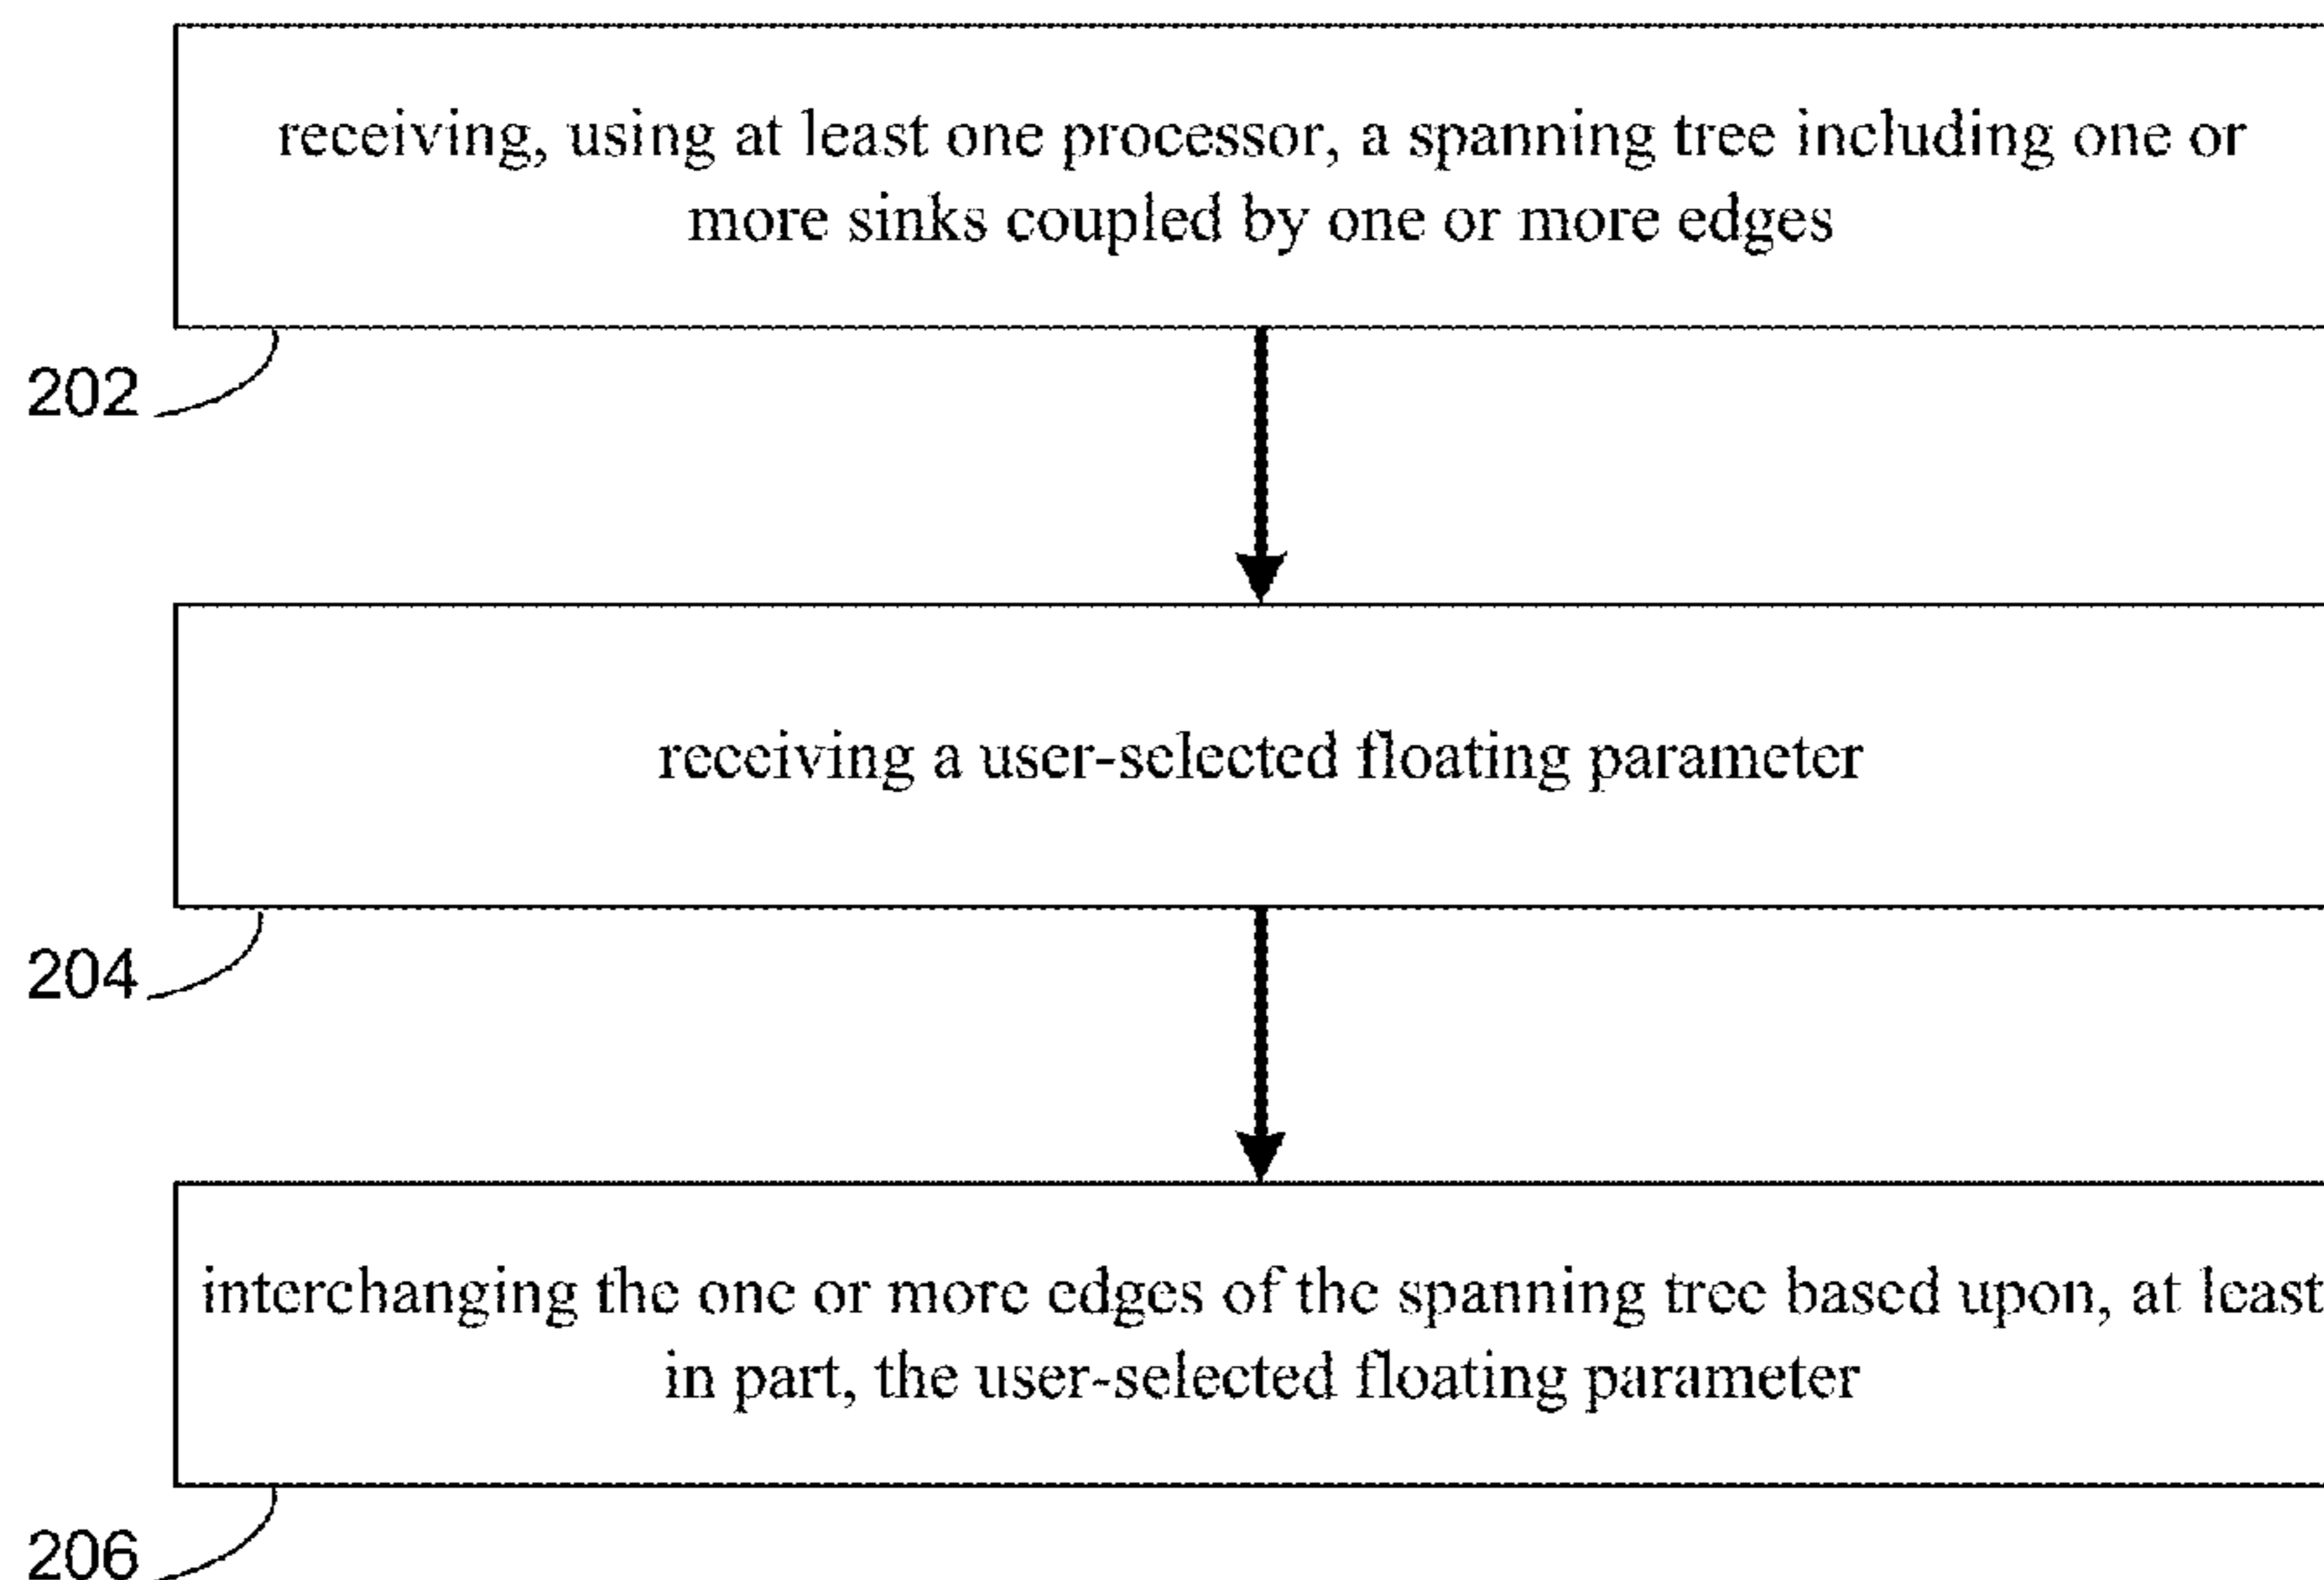 receiving, using at least one processor, a spanning tree including one or
more sinks coupled by one or more edges
202
receiving a user-selected floating parameter
204
interchanging the one or more edges of the spanning tree based upon, at least
in part, the user-selected floating parameter
206